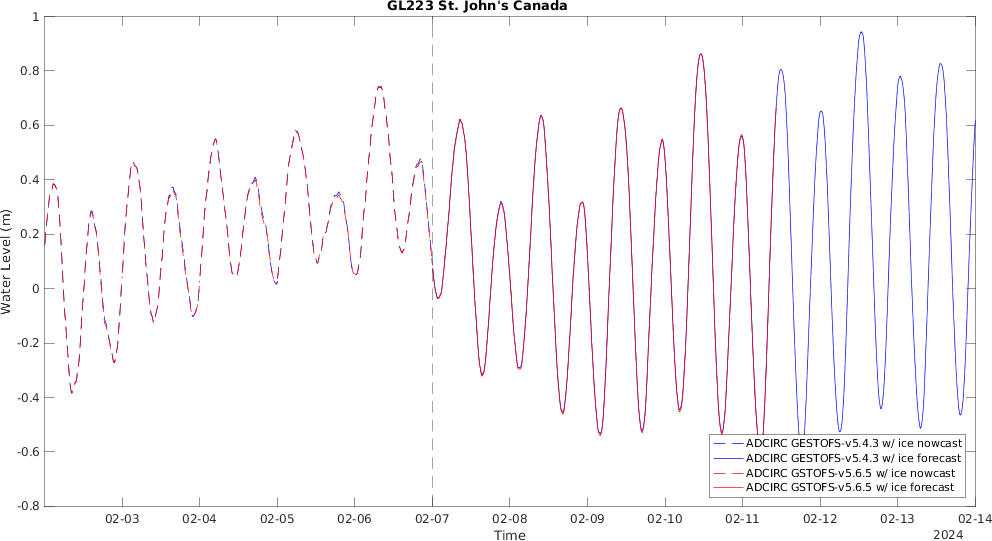 GL223 St. John's Canada
1
0.8
0.6
0.4
0.2
0
-0.2
-0.4
-0.6
-0.8
Water Level (m)
ADCIRC GESTOFS-v5.4.3 w/ ice nowcast
ADCIRC GESTOFS-v5.4.3 w/ ice forecast
ADCIRC GSTOFS-v5.6.5 w/ ice nowcast
ADCIRC GSTOFS-v5.6.5 w/ ice forecast
02-03 02-04 02-05 02-06 02-07 02-08 02-09 02-10 02-11 02-12 02-13 02-14
Time
2024